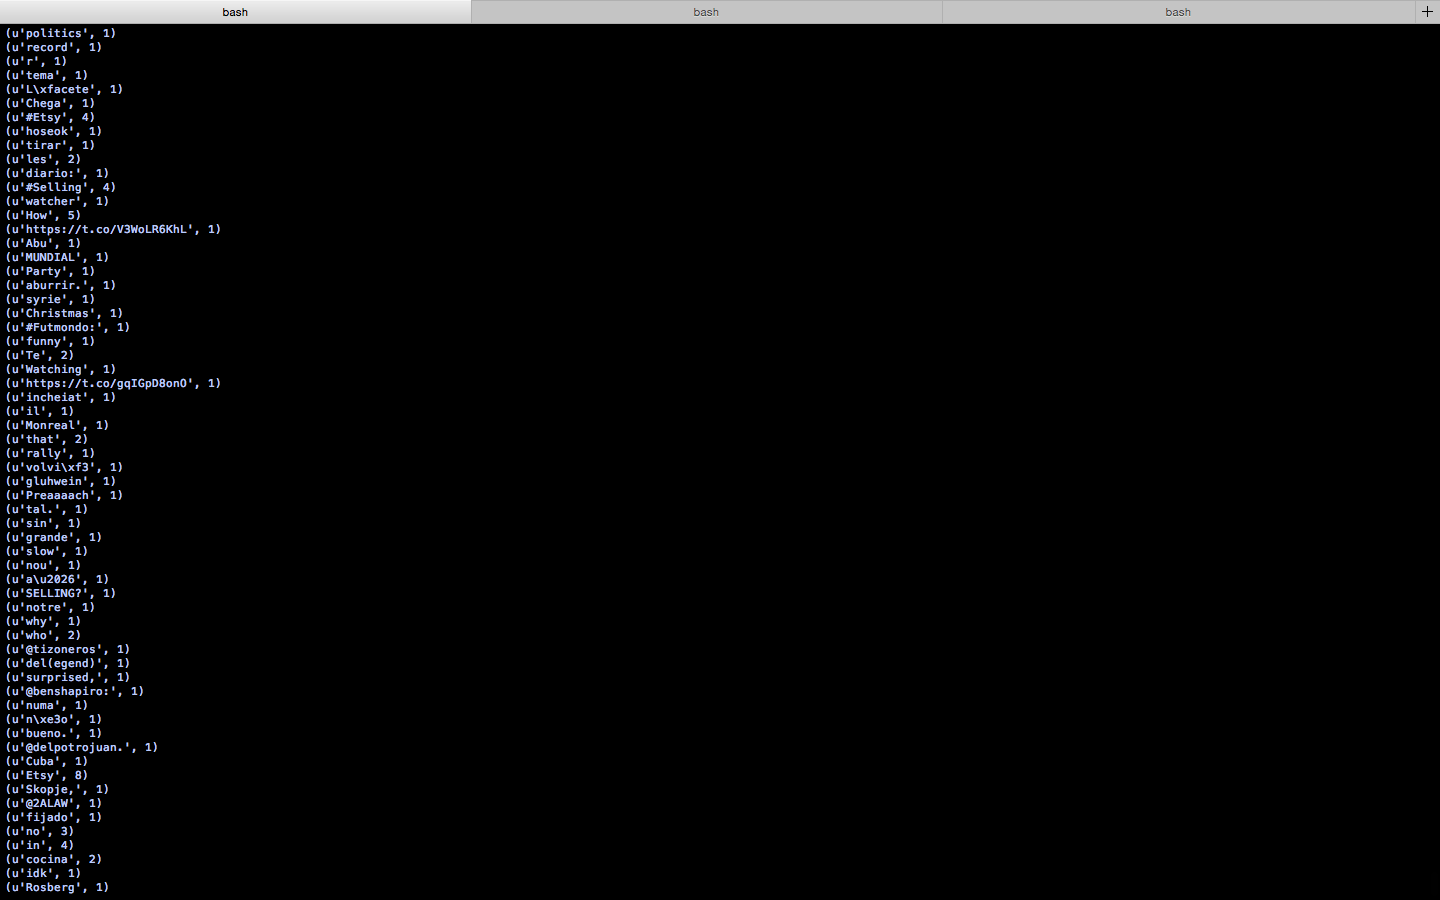 bash bash bash +
(u'politics', 1)
(u'record', 1)
(u'r', 1)
(u'tema', 1)
(u'L\xfacete', 1)
(u'Chega', 1)
(u'#Etsy', 4)
(u'hoseok', 1)
(u'tirar', 1)
(u'les', 2)
(u'diario:', 1)
(u'#Selling', 4)
(u'watcher', 1)
(u'How', 5)
(u'https://t.co/V3WoLR6KhL', 1)
(u'Abu', 1)
(u'MUNDIAL', 1)
(u'Party', 1)
(u'aburrir.', 1)
(u'syrie', 1)
(u'Christmas', 1)
(u'#Futmondo:', 1)
(u'funny', 1)
(u'Te', 2)
(u'Watching', 1)
(u'https://t.co/gqIGpD8onO', 1)
(u'incheiat', 1)
(u'il', 1)
(u'Monreal', 1)
(u'that', 2)
(u'rally', 1)
(u'volvi\xf3', 1)
(u'gluhwein', 1)
(u'Preaaaach', 1)
(u'tal.', 1)
(u'sin', 1)
(u'grande', 1)
(u'slow', 1)
(u'nou', 1)
(u'a\u2026', 1)
(u'SELLING?', 1)
(u'notre', 1)
(u'why', 1)
(u'who', 2)
(u'@tizoneros', 1)
(u'del(egend)', 1)
(u'surprised,', 1)
(u'@benshapiro:', 1)
(u'numa', 1)
(u'n\xe3o', 1)
(u'bueno.', 1)
(u'@delpotrojuan.', 1)
(u'Cuba', 1)
(u'Etsy', 8)
(u'Skopje,', 1)
(u'@2ALAW', 1)
(u'fijado', 1)
(u'no', 3)
(u'in', 4)
(u'cocina', 2)
(u'idk', 1)
(u'Rosberg', 1)